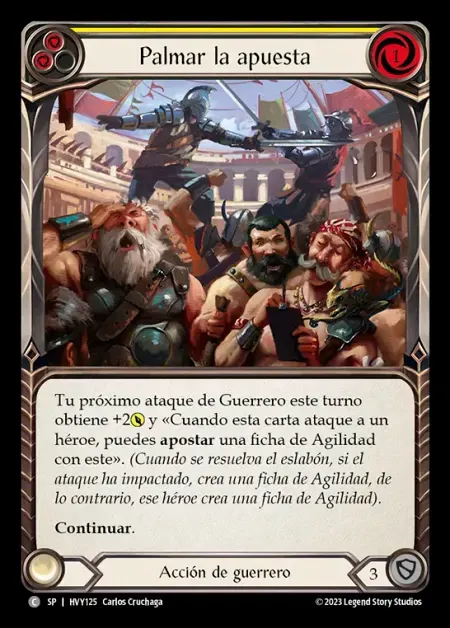 Palmar la apuesta
1
Tu próximo ataque de Guerrero este turno
obtiene +2 y «Cuando esta carta ataque a un
héroe, puedes apostar una ficha de Agilidad
con este». (Cuando se resuelva el eslabón, si el
ataque ha impactado, crea una ficha de Agilidad, de
lo contrario, ese héroe crea una ficha de Agilidad).
Continuar.
Acción de guerrero
3
C SP | HVY125 Carlos Cruchaga
© 2023 Legend Story Studios